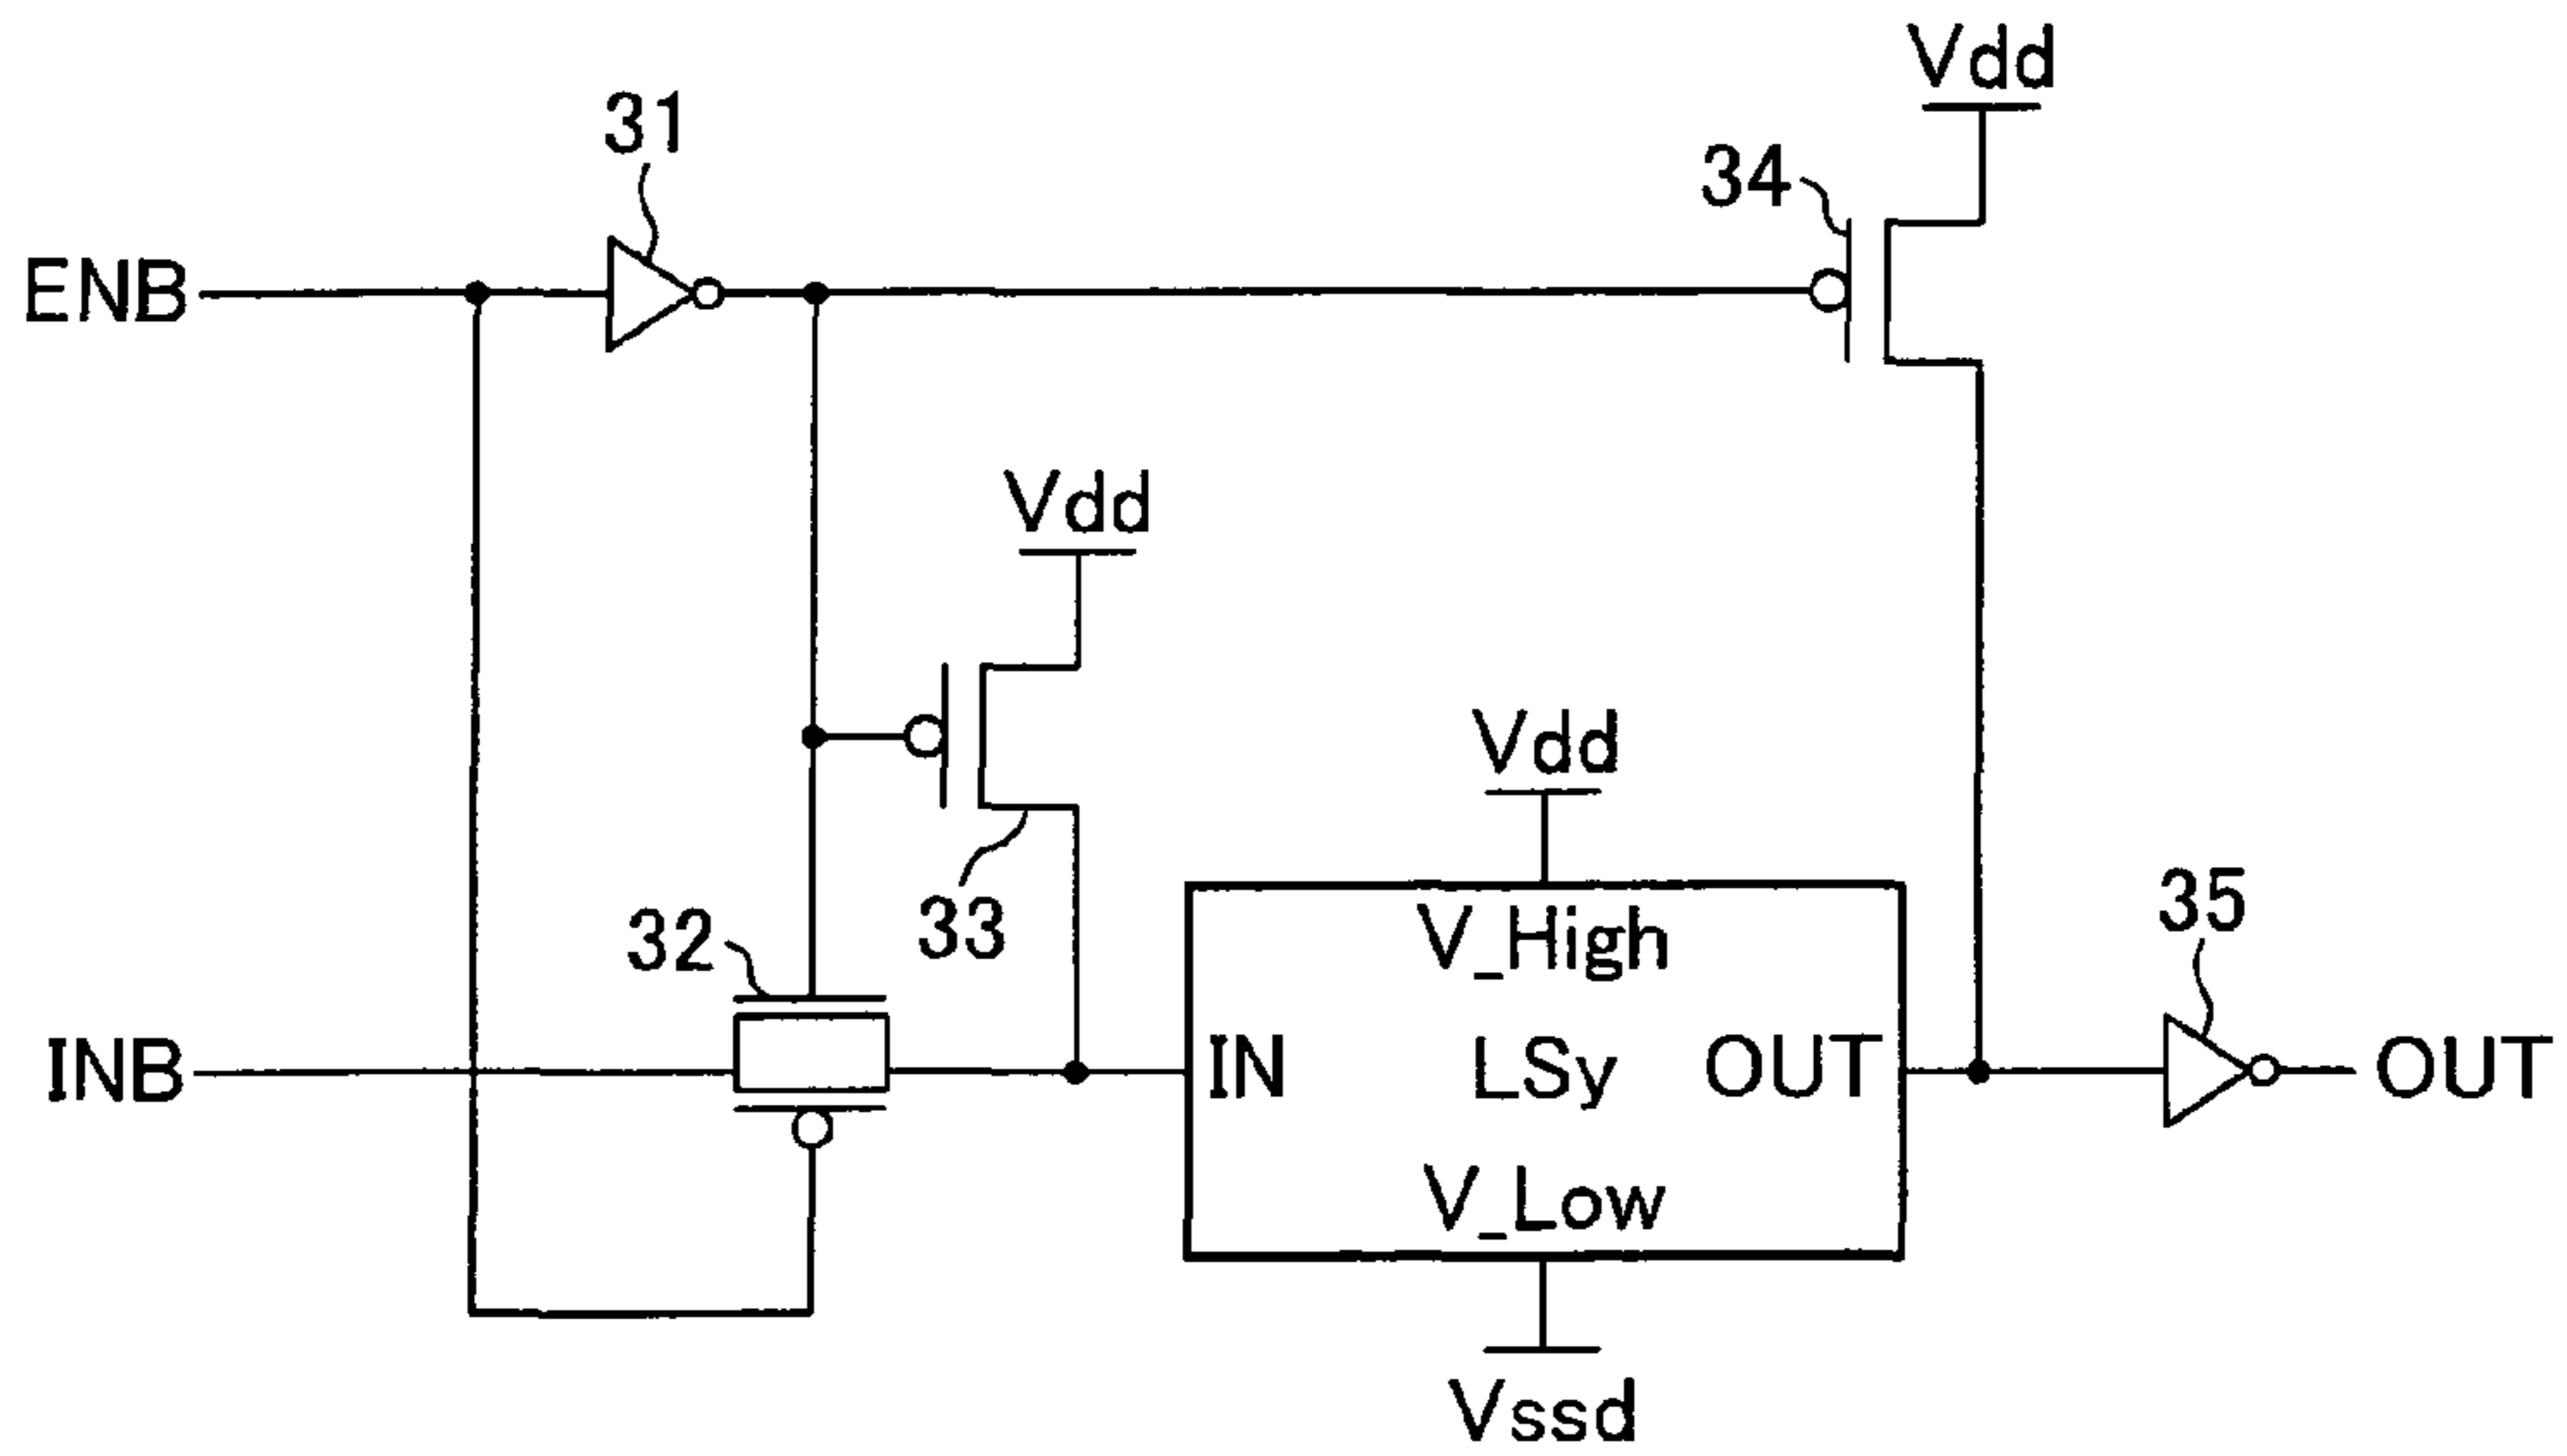 Vdd
31
34
ENB
Vdd
Vdd
35
33
32
V_High
INB
IN
LSy
OUT
OUT
V_Low
Vssd